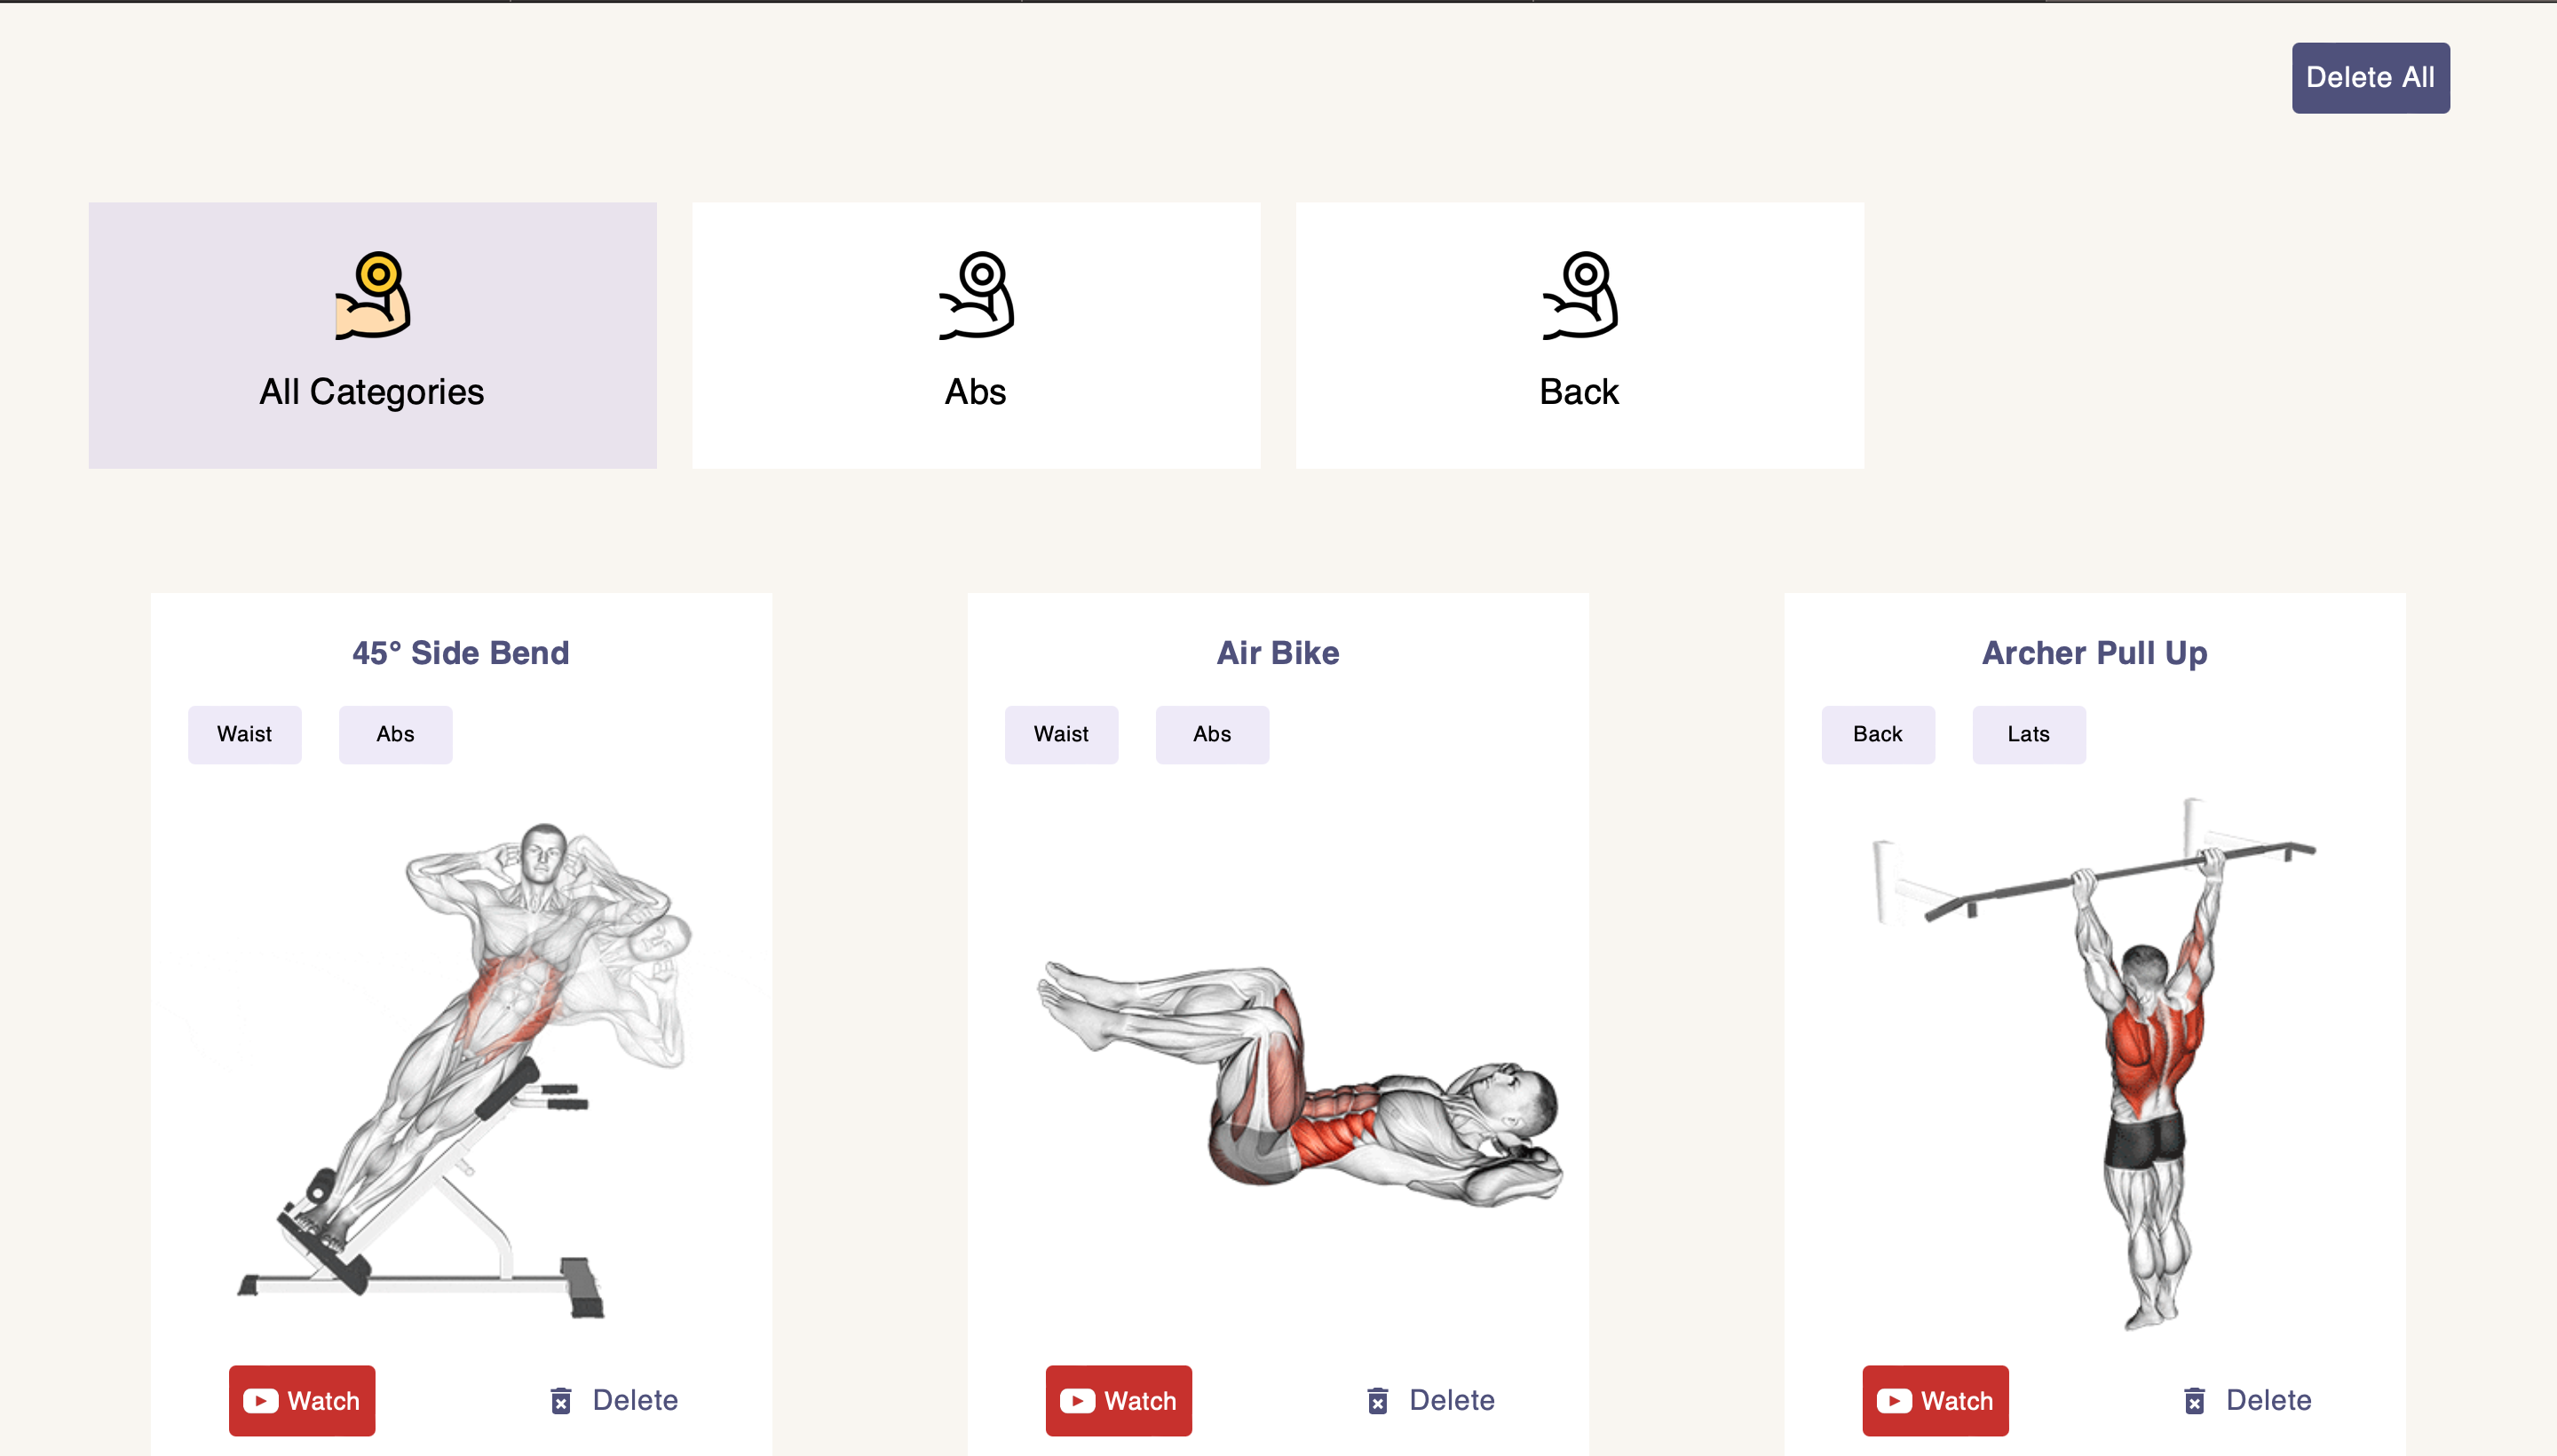 Delete All
All Categories
Abs
Back
45° Side Bend
Waist Abs
Watch Delete
Air Bike
Waist Abs
Watch Delete
Archer Pull Up
Back Lats
Watch Delete